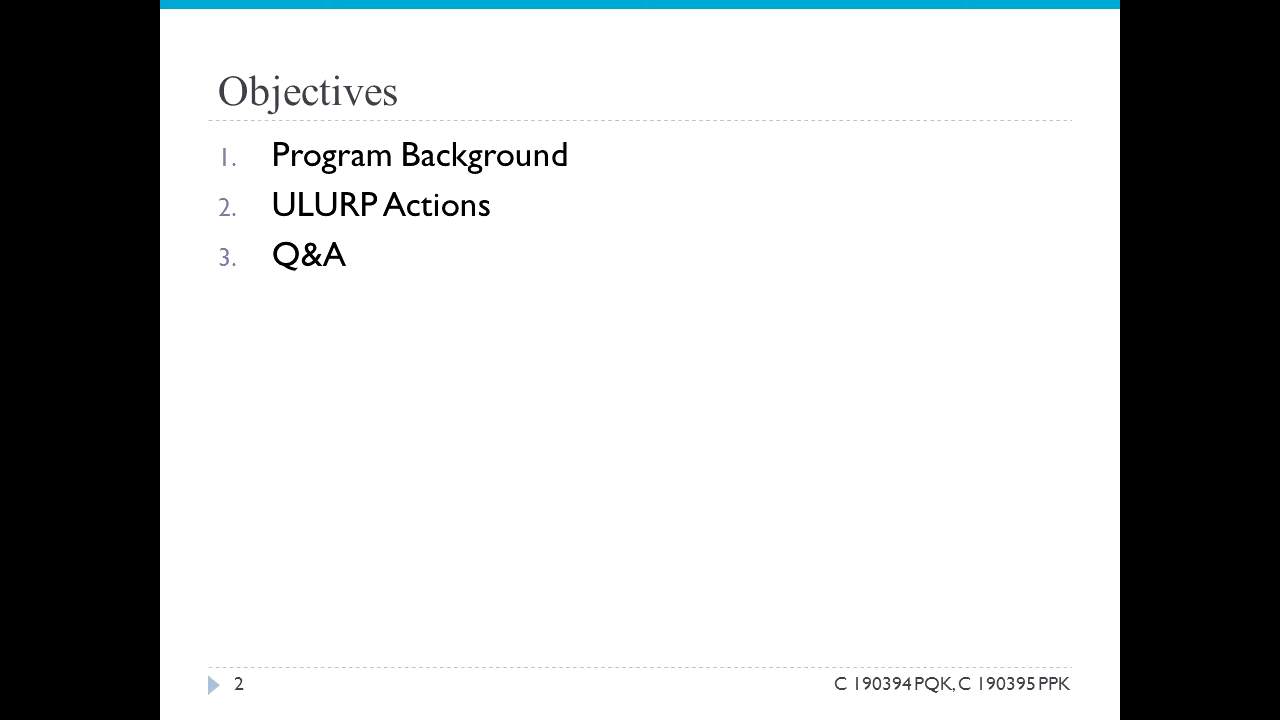 Objectives
1. Program Background
2. ULURP Actions
3. Q&A
2
C 190394 PQK, C 190395 PPK